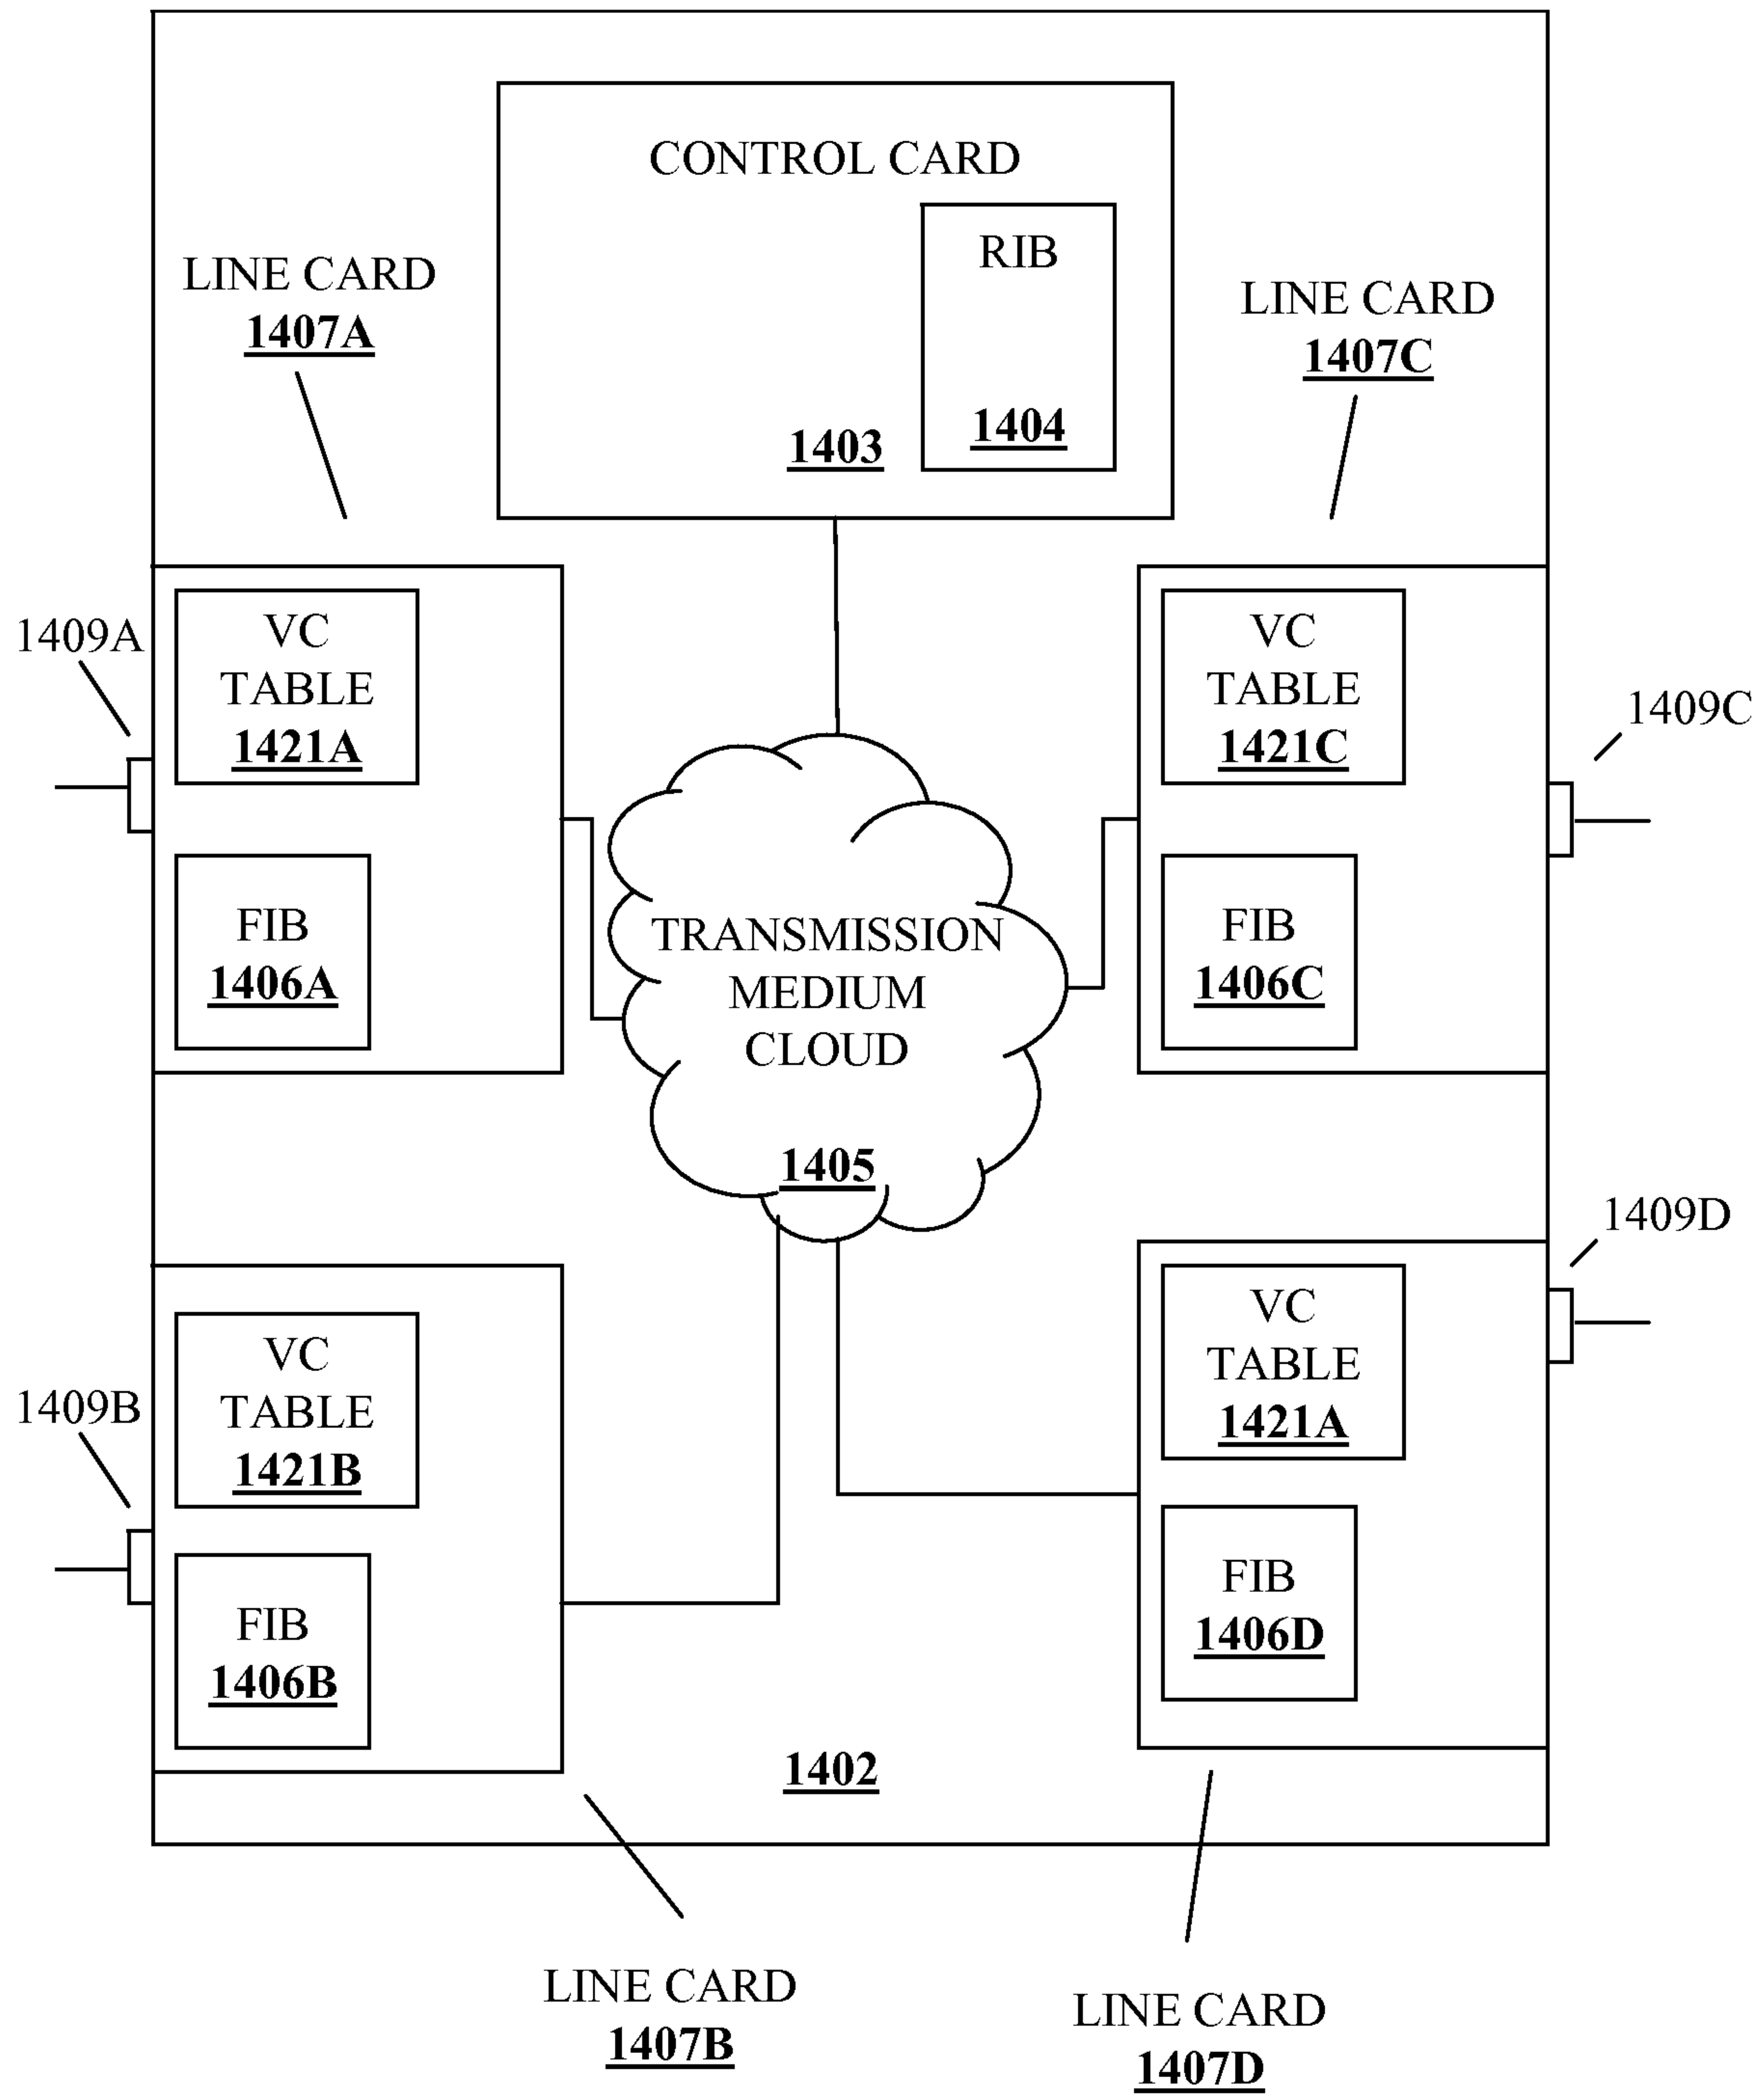 CONTROL CARD
RIB
1404
1403
LINE CARD
1407A
LINE CARD
1407C
1409A
VC
TABLE
1421A
FIB
1406A
VC
TABLE
1421C
FIB
1406C
1409C
TRANSMISSION
MEDIUM
CLOUD
1405
1409B
VC
TABLE
1421B
FIB
1406B
1409D
VC
TABLE
1421A
FIB
1406D
1402
LINE CARD
1407B
LINE CARD
1407D